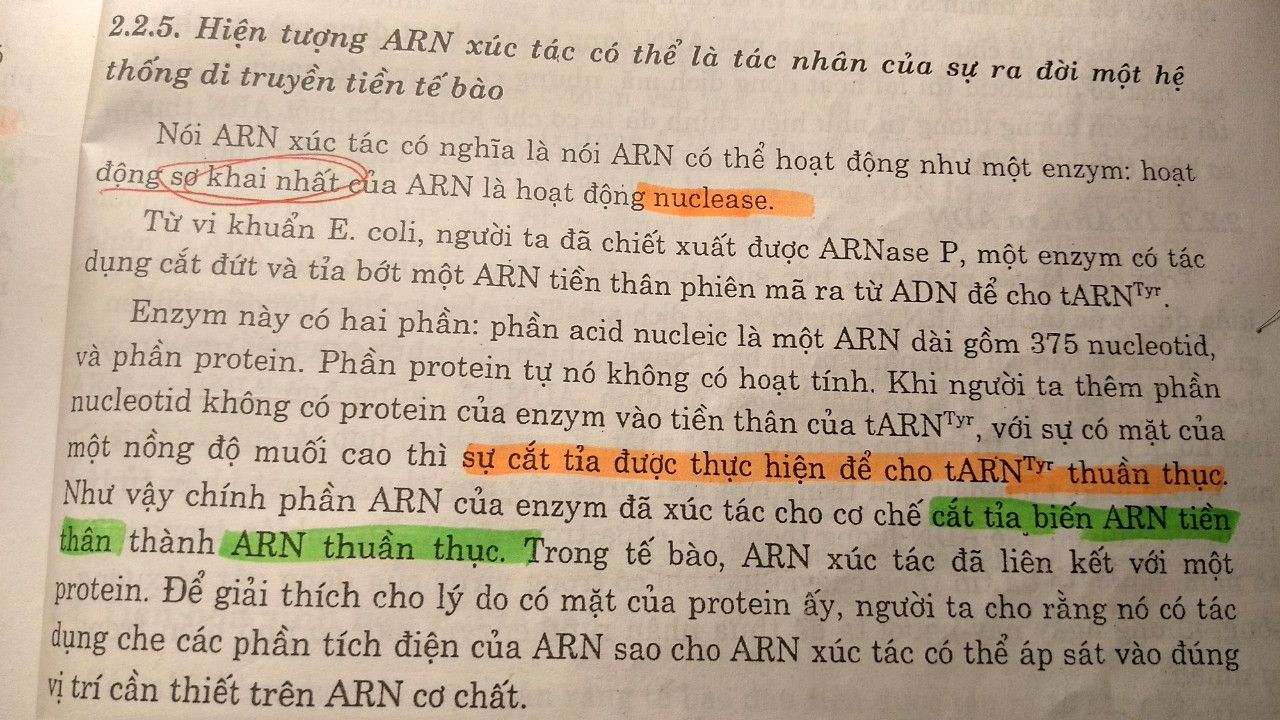 2.2.5. Hiện tượng ARN xúc tác có thể là tác nhân của sự ra đời một hệ
thống di truyền tiền tế bào
Nói ARN xúc tác có nghĩa là nói ARN có thể hoạt động như một enzym: hoạt
động sơ khai nhất của ARN là hoạt động nuclease.
Từ vi khuẩn E. coli, người ta đã chiết xuất được ARNase P, một enzym có tác
dụng cắt đứt và tỉa bớt một ARN tiền thân phiên mã ra từ ADN để cho tARNTyr.
Enzym này có hai phần: phần acid nucleic là một ARN dài gồm 375 nucleotid,
và phần protein. Phần protein tự nó không có hoạt tính. Khi người ta thêm phần
nucleotid không có protein của enzym vào tiền thân của tARNTyr, với sự có mặt của
một nồng độ muối cao thì sự cắt tỉa được thực hiện để cho tARNTyr thuần thục.
Như vậy chính phần ARN của enzym đã xúc tác cho cơ chế cắt tỉa biến ARN tiền
thân thành ARN thuần thục. Trong tế bào, ARN xúc tác đã liên kết với một
protein. Để giải thích cho lý do có mặt của protein ấy, người ta cho rằng nó có tác
dụng che các phần tích điện của ARN sao cho ARN xúc tác có thể áp sát vào đúng
vị trí cần thiết trên ARN cơ chất.